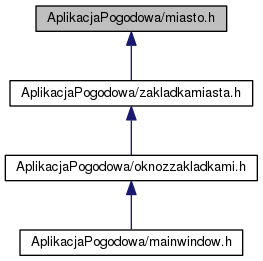 AplikacjaPogodowa/miasto.h
AplikacjaPogodowa/zakladkamiasta.h
AplikacjaPogodowa/oknozzakladkami.h
AplikacjaPogodowa/mainwindow.h